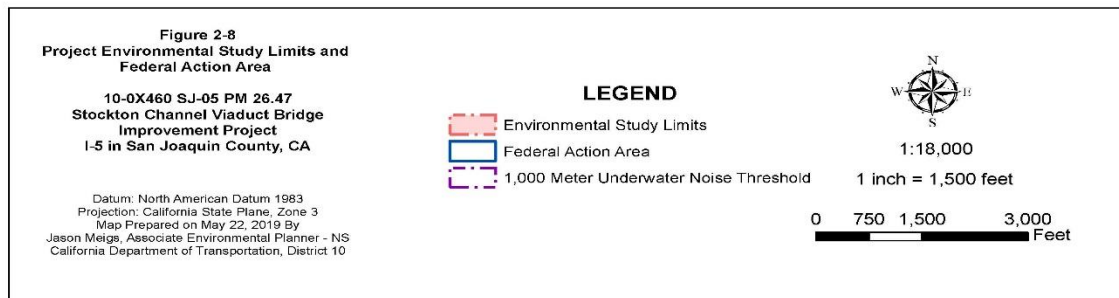 Figure 2-8
Project Environmental Study Limits and
Federal Action Area
10-0X460 SJ-05 PM 26.47
Stockton Channel Viaduct Bridge
Improvement Project
I-5 in San Joaquin County, CA
Datum: North American Datum 1983
Projection: California State Plane, Zone 3
Map Prepared on May 22, 2019 By
Jason Meigs, Associate Environmental Planner - NS
California Department of Transportation, District 10
LEGEND
Environmental Study Limits
Federal Action Area
1,000 Meter Underwater Noise Threshold
N
W E
S
1:18,000
1 inch = 1,500 feet
0 750 1,500 3,000
Feet